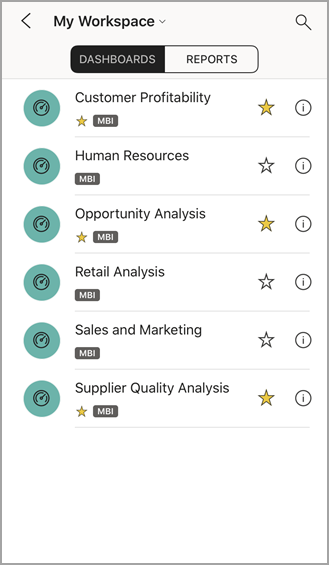 My Workspace
DASHBOARDS REPORTS
Customer Profitability
MBI
Human Resources
MBI
Opportunity Analysis
MBI
Retail Analysis
MBI
Sales and Marketing
MBI
Supplier Quality Analysis
MBI